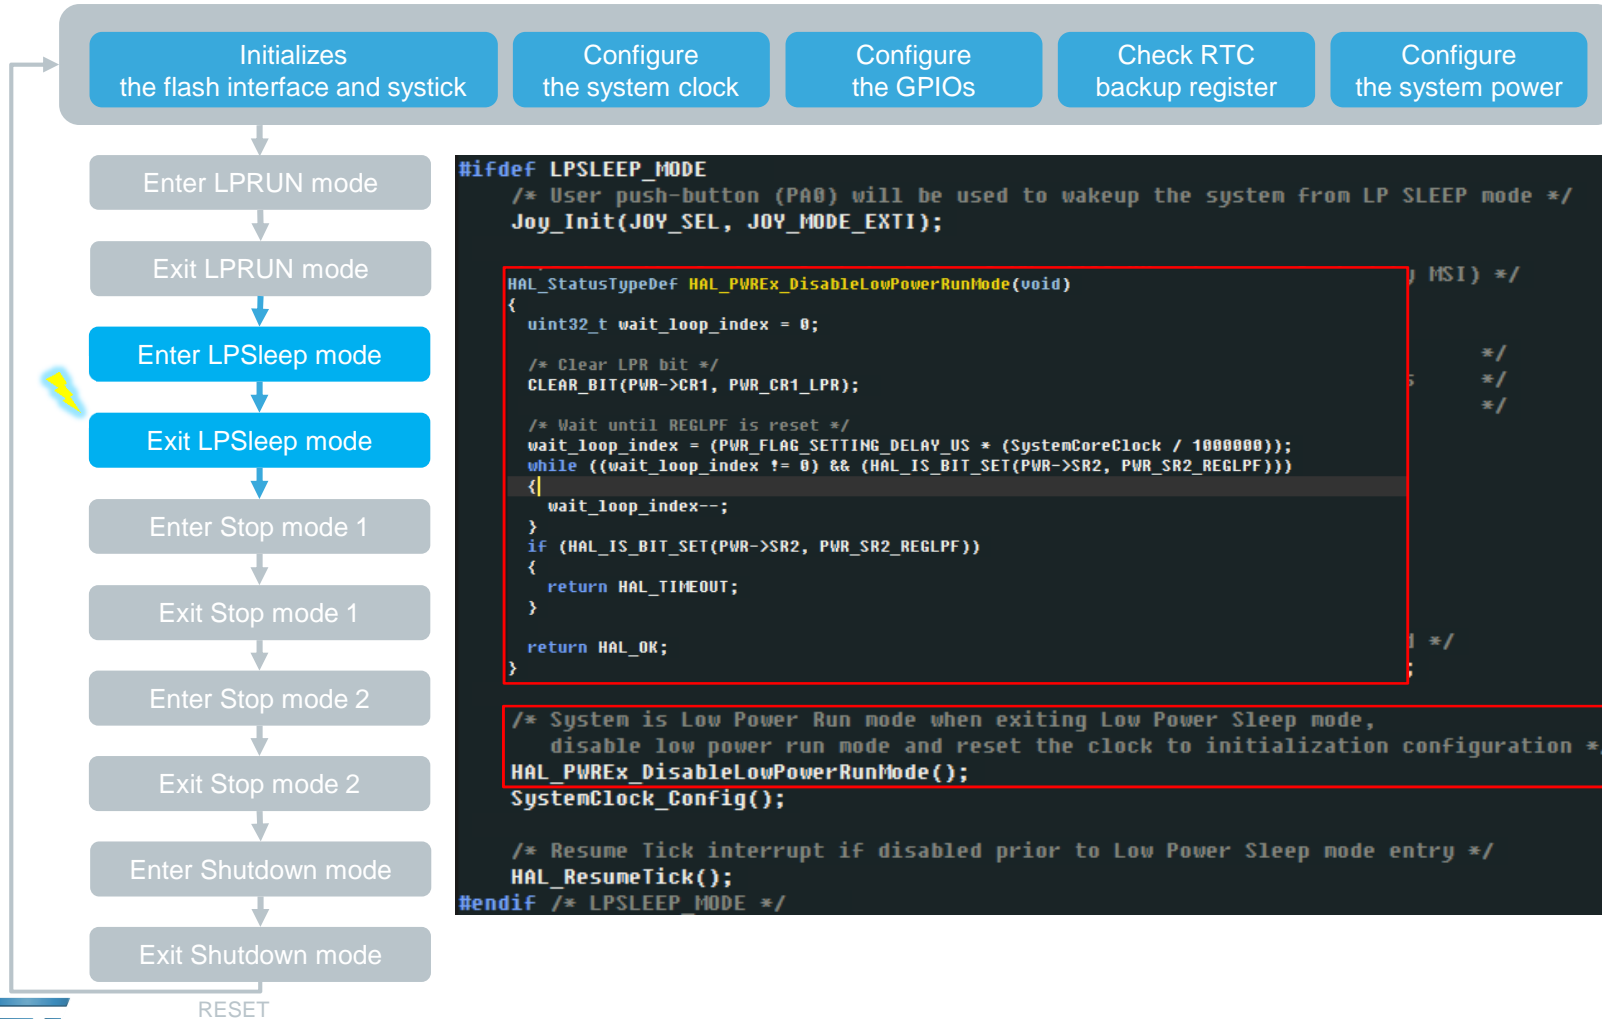 Initializes
the flash interface and systick
Configure
the system clock
Configure
the GPIOs
Check RTC
backup register
Configure
the system power
Enter LPRUN mode
Exit LPRUN mode
Enter LPSleep mode
Exit LPSleep mode
Enter Stop mode 1
Exit Stop mode 1
Enter Stop mode 2
Exit Stop mode 2
Enter Shutdown mode
Exit Shutdown mode
RESET
#ifdef LPSLEEP_MODE
/* User push-button (PA0) will be used to wakeup the system from LP SLEEP mode */
Joy_Init(JOY_SEL, JOY_MODE_EXTI);
MSI) */
HAL_StatusTypeDef HAL_PWREx_DisableLowPowerRunMode(void)
{
uint32_t wait_loop_index = 0;
/* Clear LPR bit */
CLEAR_BIT(PWR->CR1, PWR_CR1_LPR);
/* Wait until REGLPF is reset */
wait_loop_index = (PWR_FLAG_SETTING_DELAY_US * (SystemCoreClock / 1000000));
while ((wait_loop_index != 0) && (HAL_IS_BIT_SET(PWR->SR2, PWR_SR2_REGLPF)))
{
wait_loop_index--;
}
if (HAL_IS_BIT_SET(PWR->SR2, PWR_SR2_REGLPF))
{
return HAL_TIMEOUT;
}
return HAL_OK;
}
*/
*/
*/
*/
/* System is Low Power Run mode when exiting Low Power Sleep mode,
disable low power run mode and reset the clock to initialization configuration *
HAL_PWREx_DisableLowPowerRunMode();
SystemClock_Config();
/* Resume Tick interrupt if disabled prior to Low Power Sleep mode entry */
HAL_ResumeTick();
#endif /* LPSLEEP_MODE */